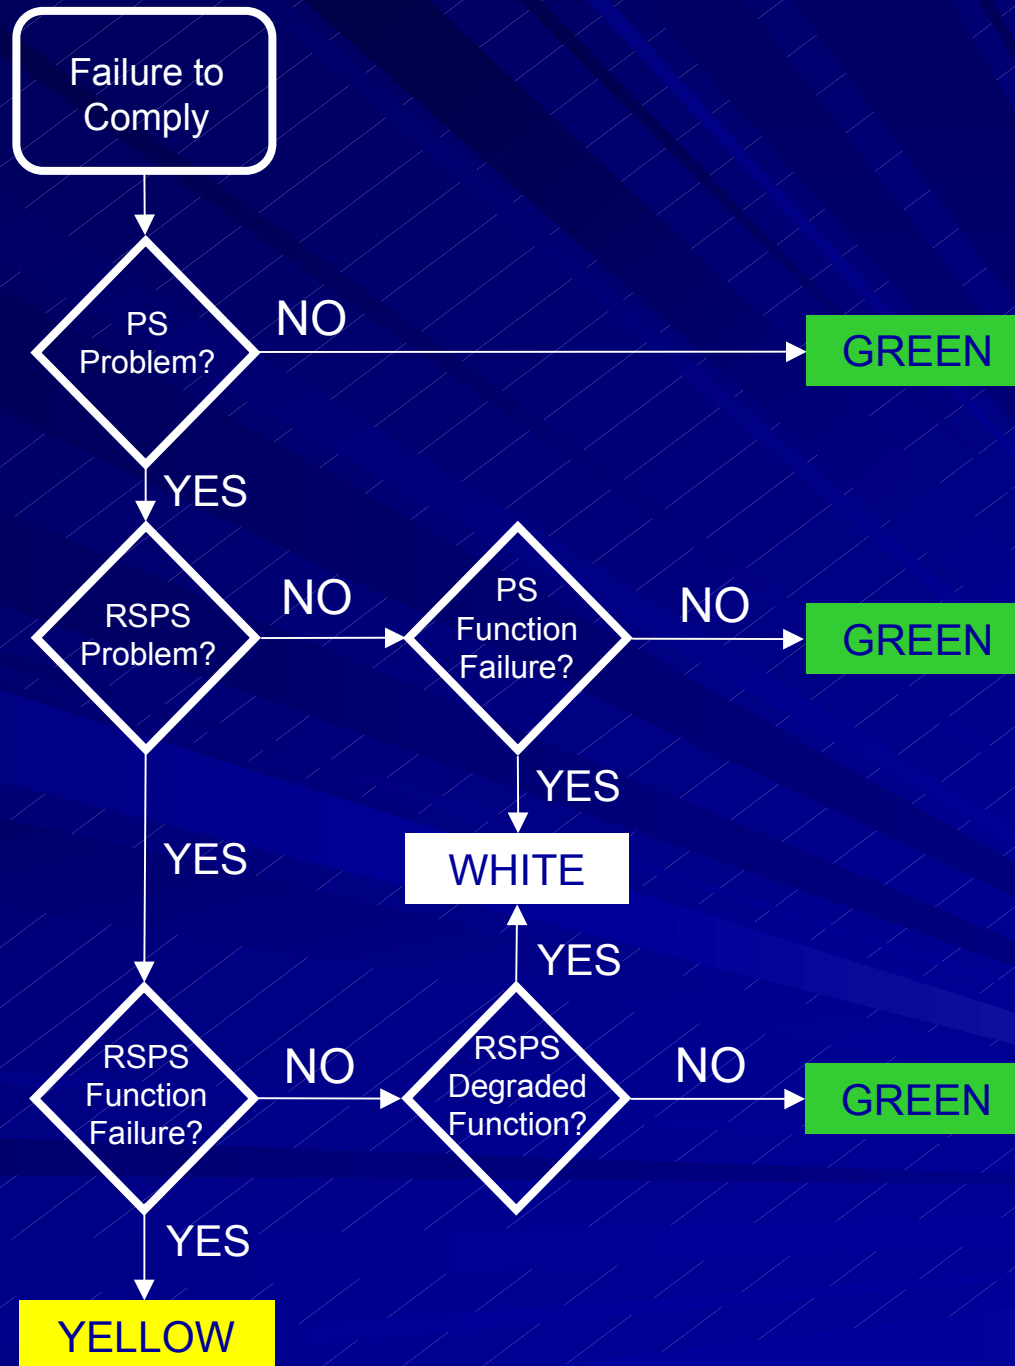 Failure to
Comply
PS
Problem?
NO
GREEN
YES
RSPS
Problem?
NO
PS
Function
Failure?
NO
GREEN
YES
YES
WHITE
YES
RSPS
Function
Failure?
NO
RSPS
Degraded
Function?
NO
GREEN
YES
YELLOW